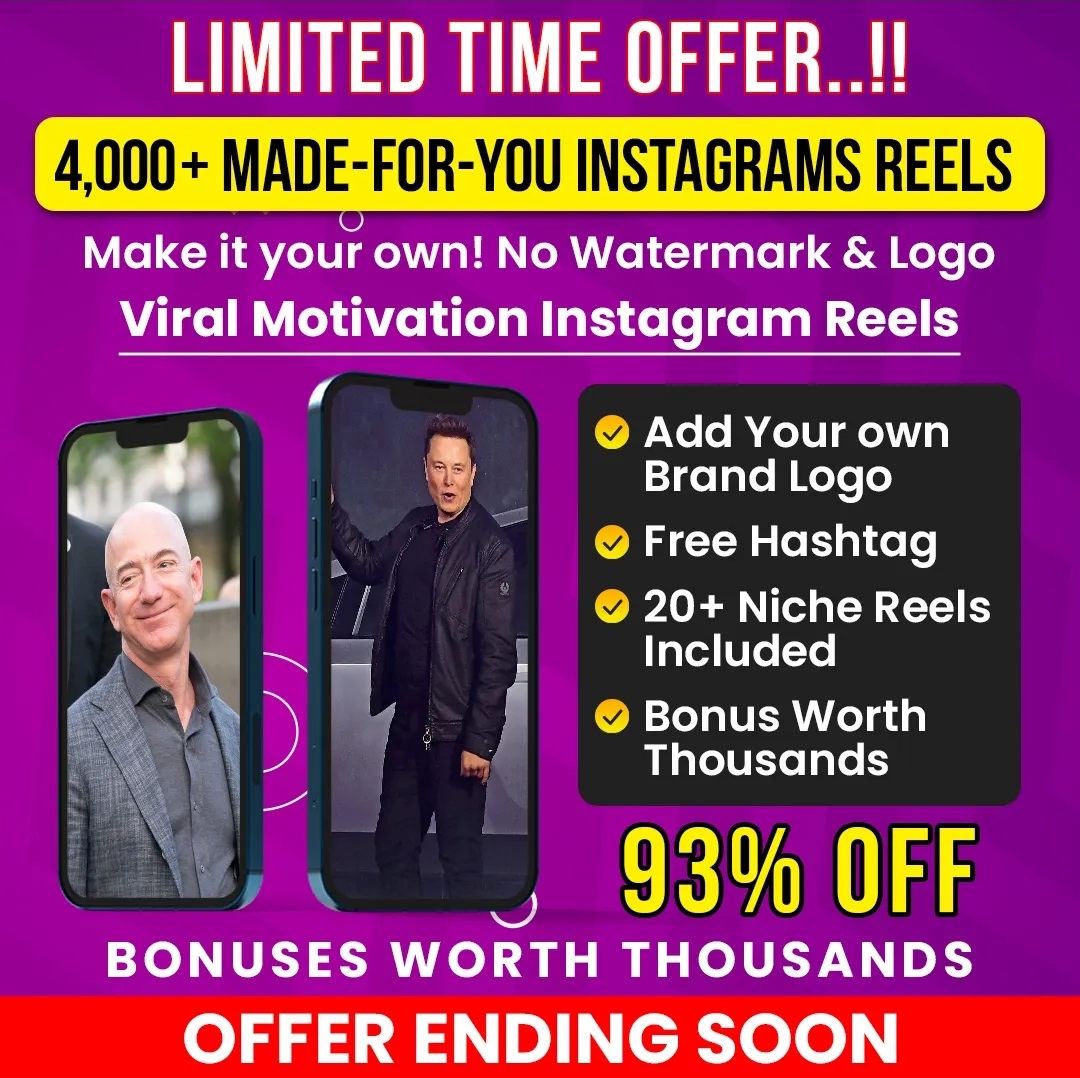 LIMITED TIME OFFER..!!
4,000+ MADE-FOR-YOU INSTAGRAMS REELS
Make it your own! No Watermark & Logo
Viral Motivation Instagram Reels
Add Your own
Brand Logo
Free Hashtag
20+ Niche Reels
Included
Bonus Worth
Thousands
93% OFF
BONUSES WORTH THOUSANDS
OFFER ENDING SOON